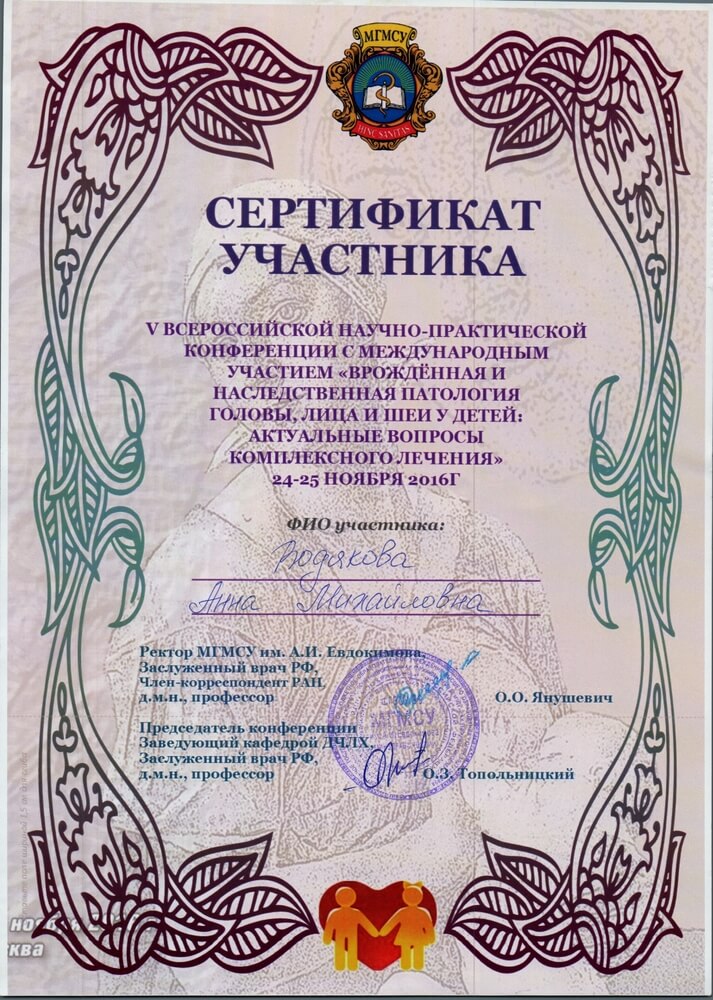 МГМСУ
HINC SANITAS
СЕРТИФИКАТ
УЧАСТНИКА
V ВСЕРОССИЙСКОЙ НАУЧНО-ПРАКТИЧЕСКОЙ
КОНФЕРЕНЦИИ С МЕЖДУНАРОДНЫМ
УЧАСТИЕМ «ВРОЖДЁННАЯ И
НАСЛЕДСТВЕННАЯ ПАТОЛОГИЯ
ГОЛОВЫ, ЛИЦА И ШЕИ У ДЕТЕЙ:
АКТУАЛЬНЫЕ ВОПРОСЫ
КОМПЛЕКСНОГО ЛЕЧЕНИЯ»
24-25 НОЯБРЯ 2016Г
ФИО участника:
Анна Михайловна
Ректор МГМСУ им. А.И. Евдокимова,
Заслуженный врач РФ,
Член-корреспондент РАН,
д.м.н., профессор
О.О. Янушевич
МГМСУ
Председатель конференции
Заведующий кафедрой ДЧЛХ,
Заслуженный врач РФ,
д.м.н., профессор
О.З. Топольницкий